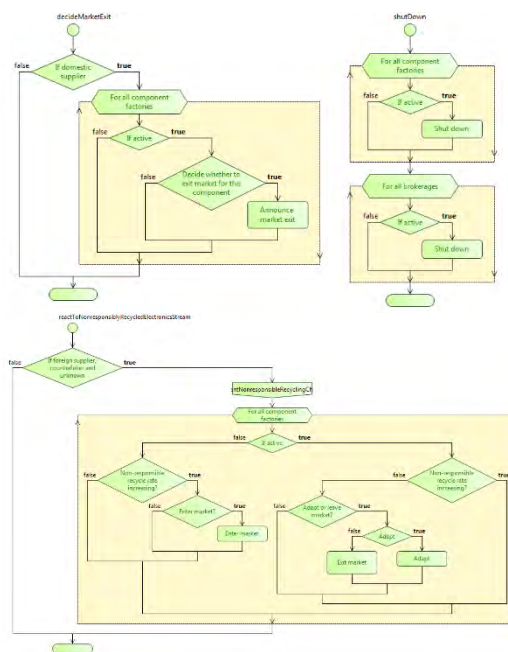 decideMarketExit
If domestic
supplier
false
true
For all component
factories
false
true
If active
false
true
Decide whether to
exit market for this
component
Announce
market exit
shutDown
For all component
factories
false
true
If active
Shut down
For all brokerages
false
true
If active
Shut down
reactToNonresponsiblyRecycledElectronicsStream
If foreign supplier,
counterfeiter and
unknown
false
true
For all component
factories
false
true
If active
false
true
Non-responsible
recycle rate
increasing?
false
true
Enter market?
Enter market
false
true
Non-responsible
recycle rate
increasing?
false
true
Adapt or leave
market?
false
true
Adapt
Exit market
Adapt